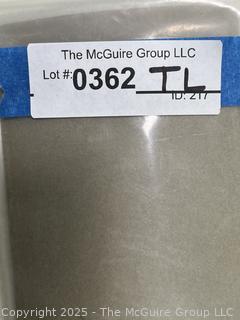 The McGuire Group LLC
Lot #: 0362 TL
ID: 217
Copyright 2025 - The McGuire Group LLC